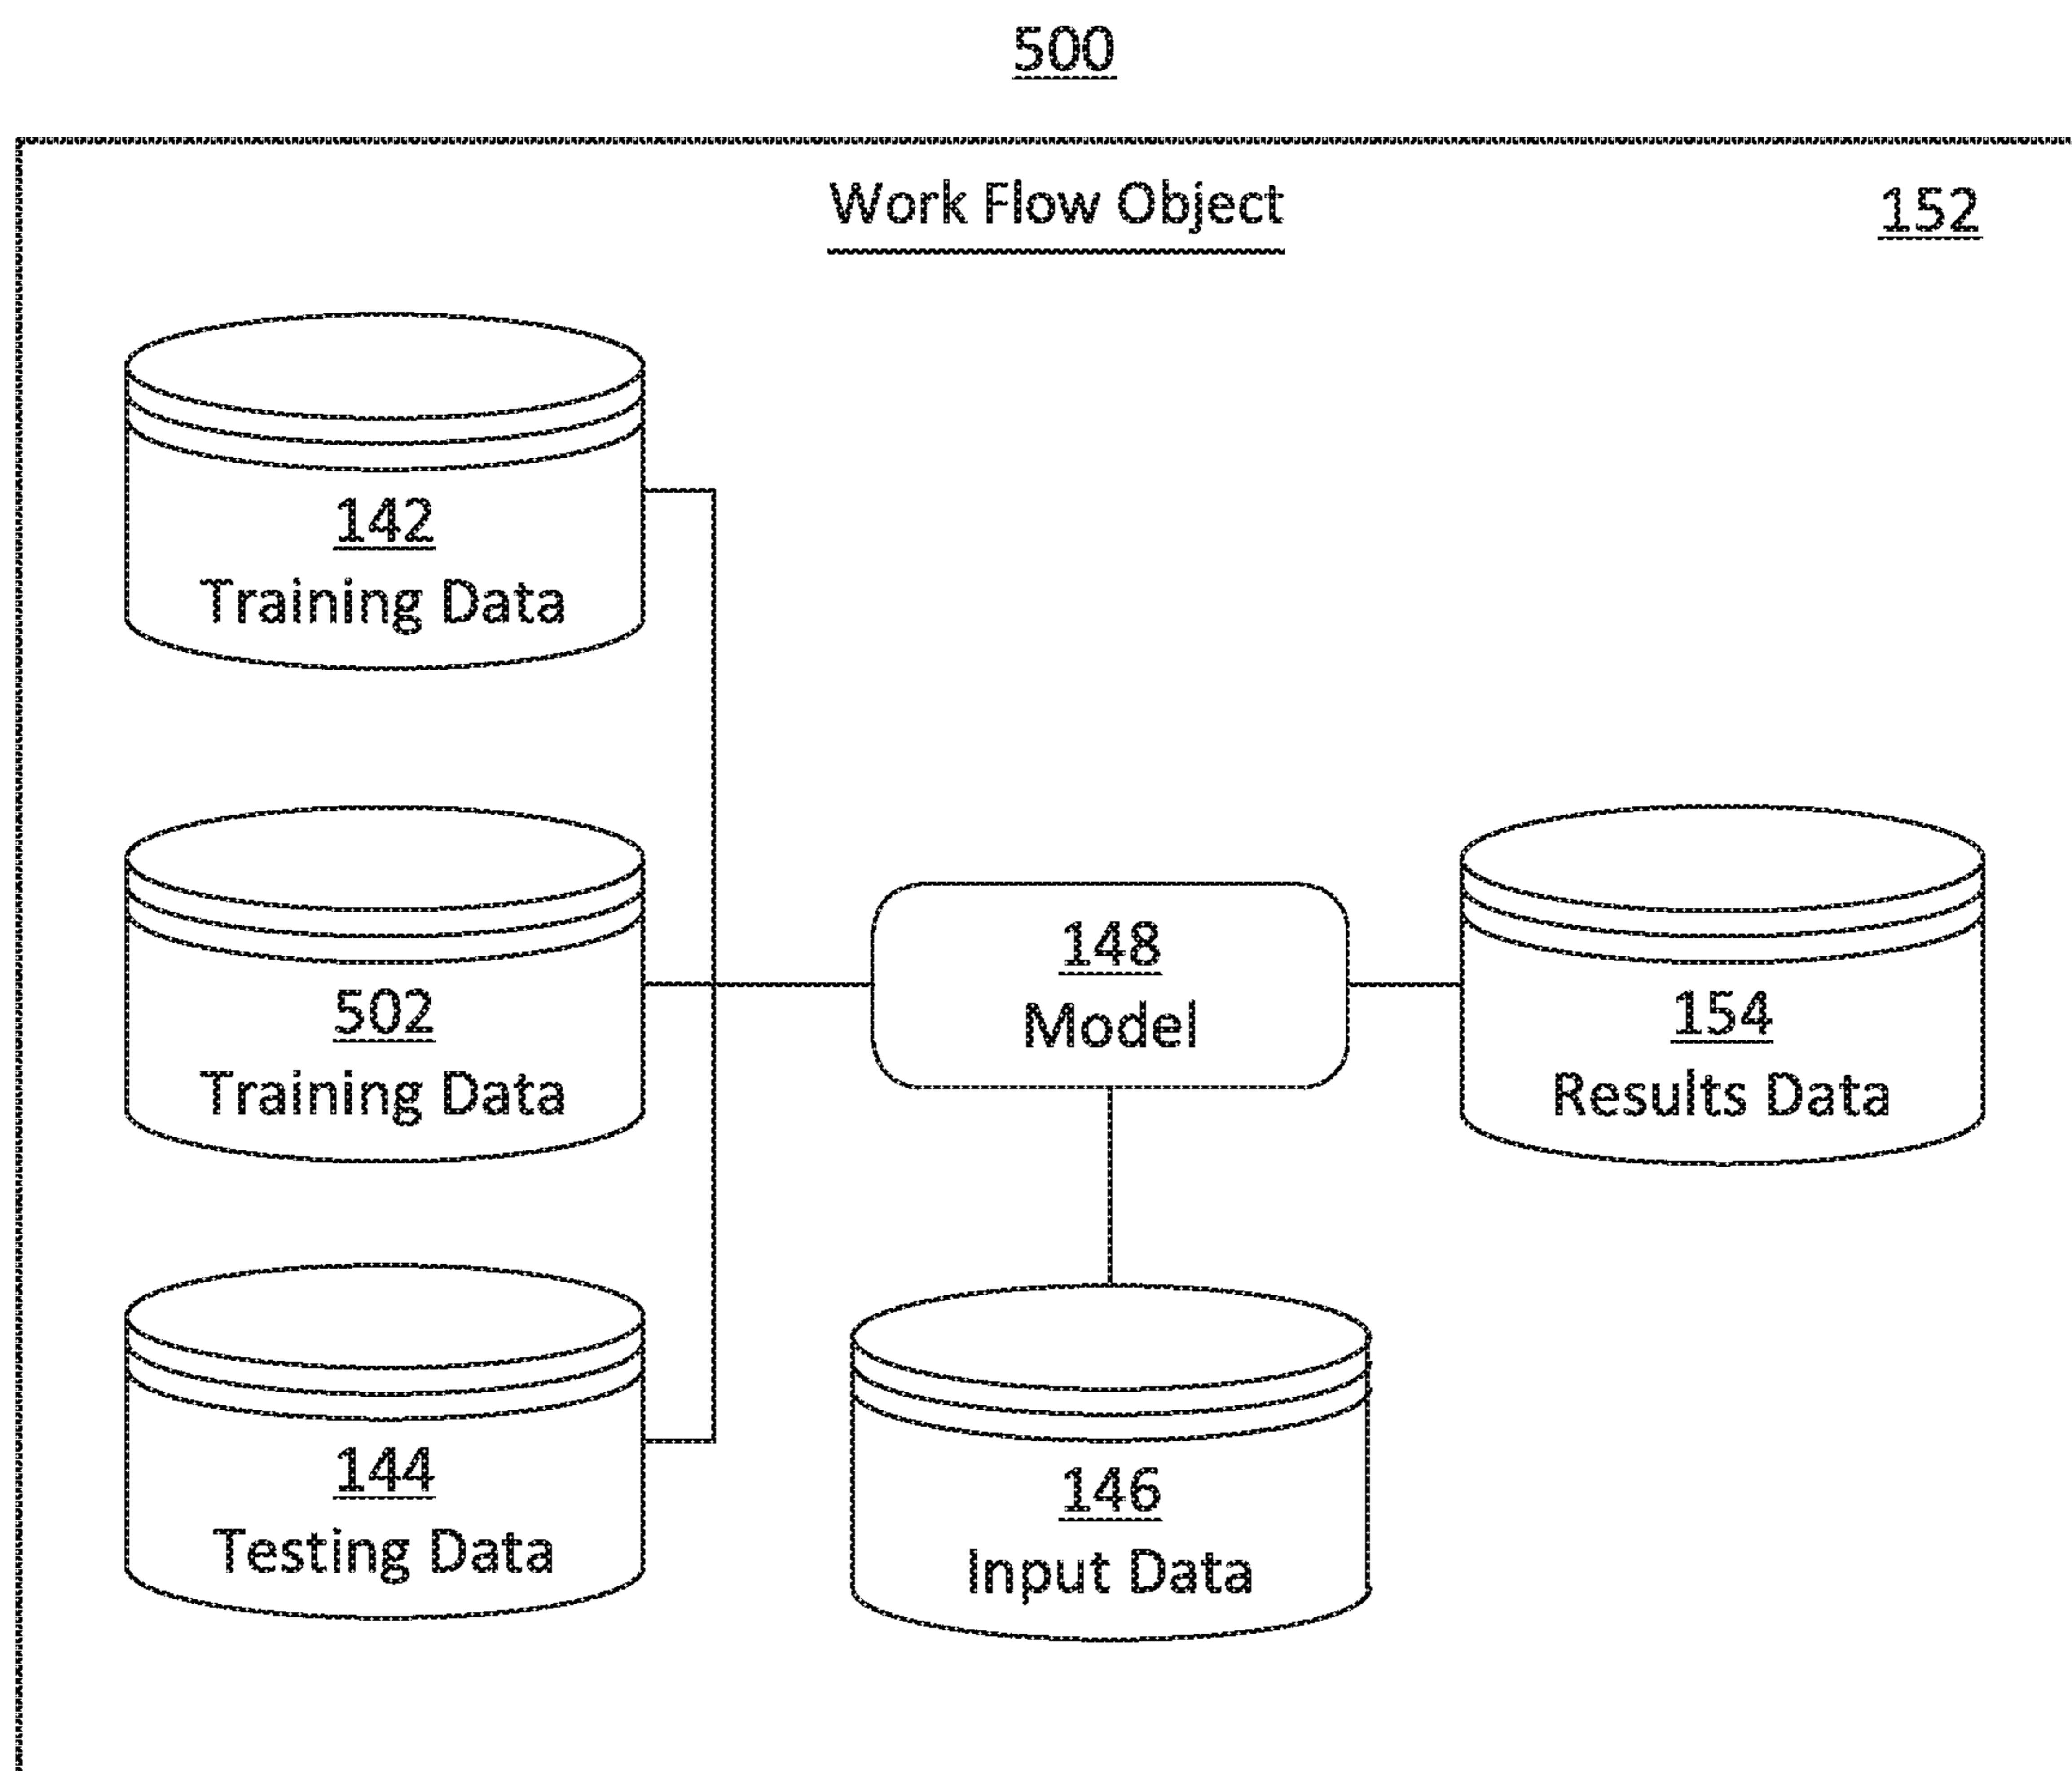 500
Work Flow Object
152
142
Training Data
502
Training Data
148
Model
154
Results Data
144
Testing Data
146
Input Data